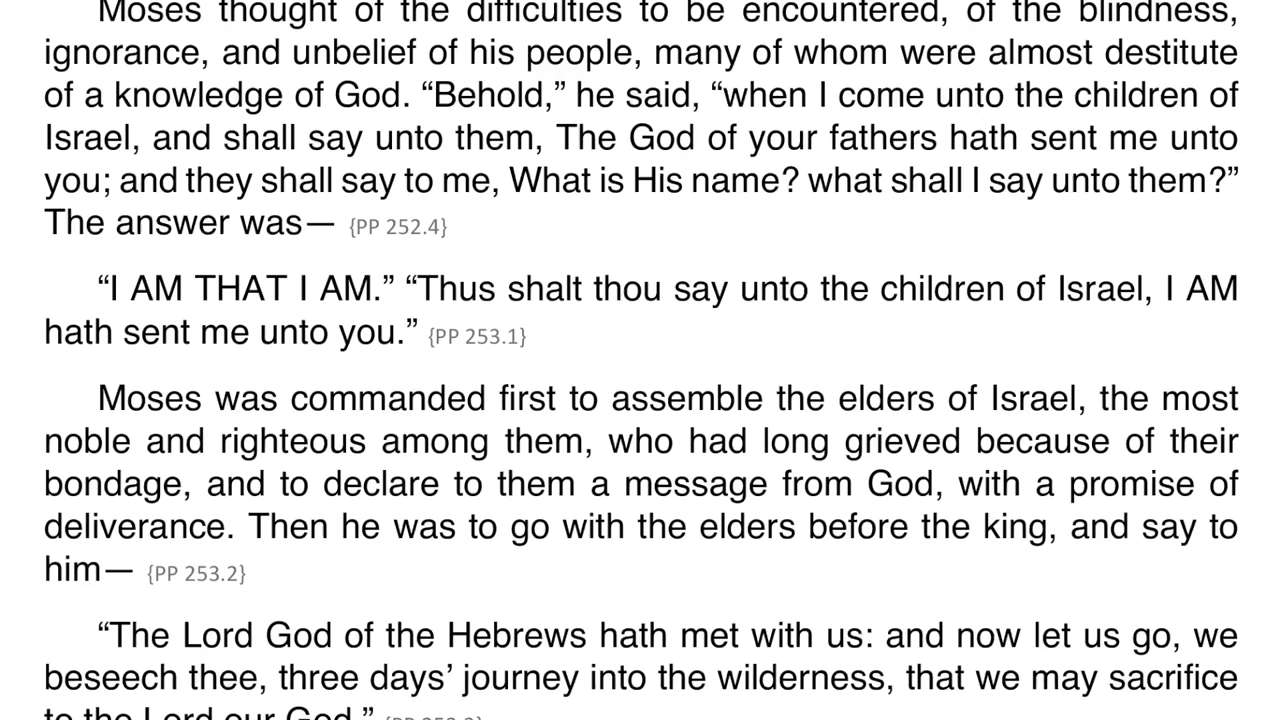 Moses thought of the difficulties to be encountered, of the blindness,
ignorance, and unbelief of his people, many of whom were almost destitute
of a knowledge of God. “Behold,” he said, “when I come unto the children of
Israel, and shall say unto them, The God of your fathers hath sent me unto
you; and they shall say to me, What is His name? what shall I say unto them?”
The answer was— {PP 252.4}
“I AM THAT I AM.” “Thus shalt thou say unto the children of Israel, I AM
hath sent me unto you.” {PP 253.1}
Moses was commanded first to assemble the elders of Israel, the most
noble and righteous among them, who had long grieved because of their
bondage, and to declare to them a message from God, with a promise of
deliverance. Then he was to go with the elders before the king, and say to
him— {PP 253.2}
“The Lord God of the Hebrews hath met with us: and now let us go, we
beseech thee, three days’ journey into the wilderness, that we may sacrifice
to the Lord our God.” {PP 253.3}